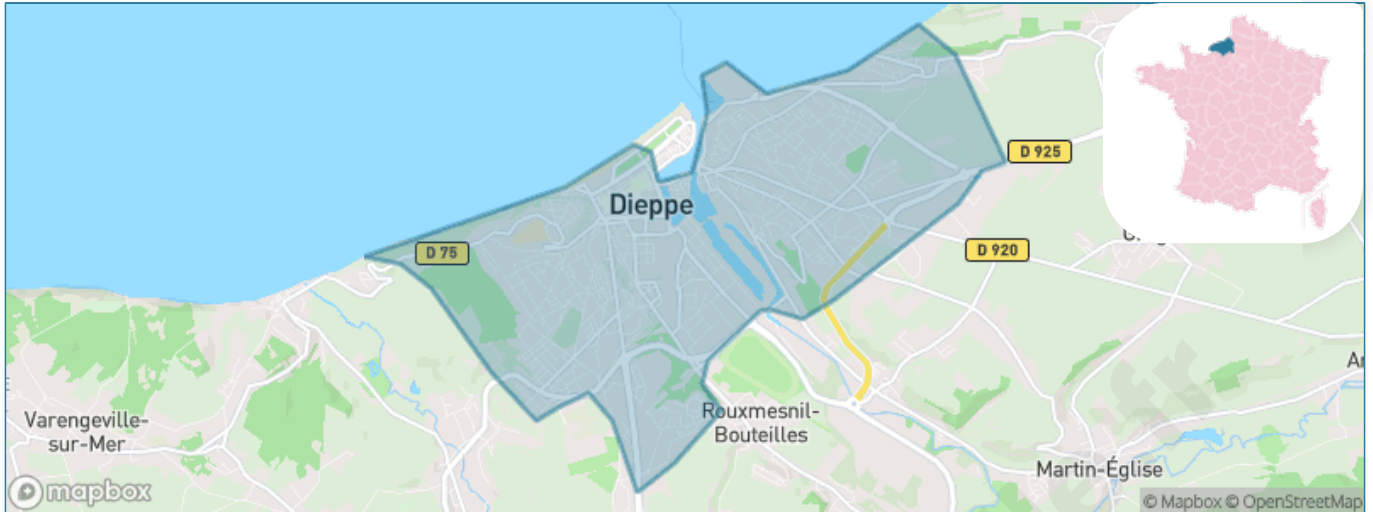 D 925
Dieppe
D 75
D 920
Rouxmesnil-
Bouteilles
Varengeville-
sur-Mer
Martin-Église
mapbox
© Mapbox © OpenStreetMap